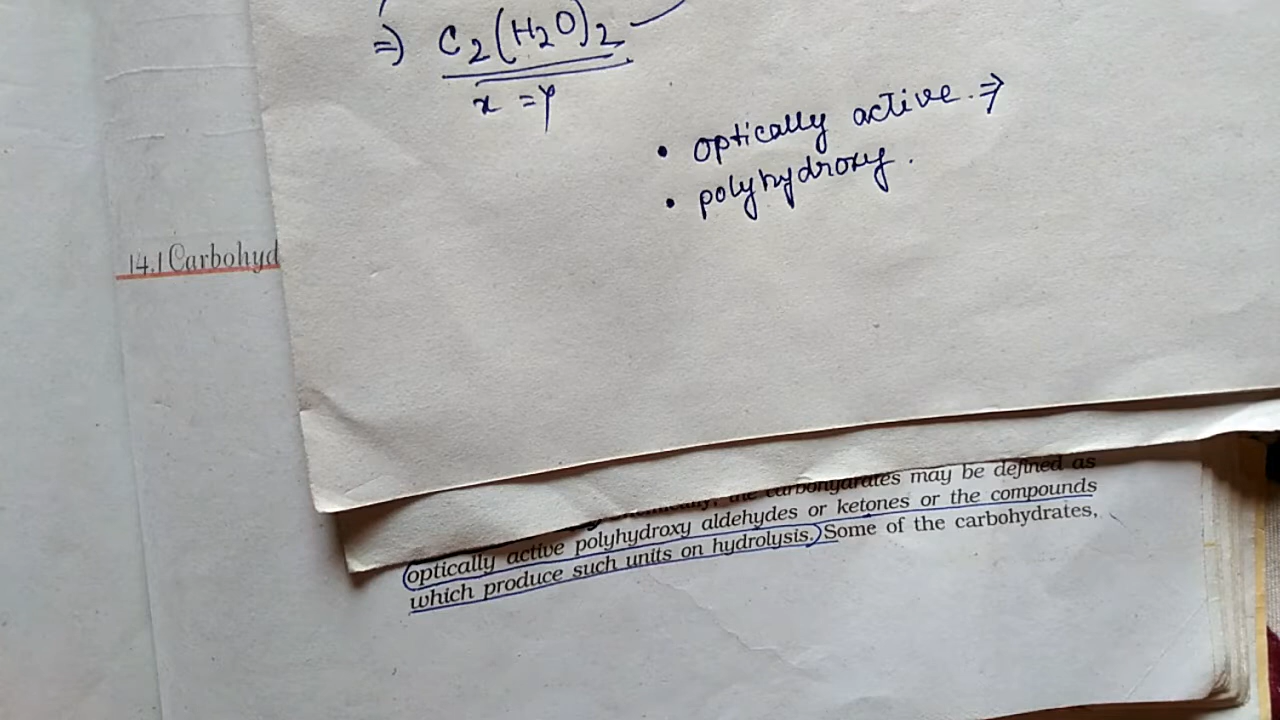 ⇒ C₂(H₂O)₂
x = y
• optically active. ⇒
• polyhydroxy.
14.1 Carbohyd
the carbohydrates may be defined as
optically active polyhydroxy aldehydes or ketones or the compounds
which produce such units on hydrolysis. Some of the carbohydrates,